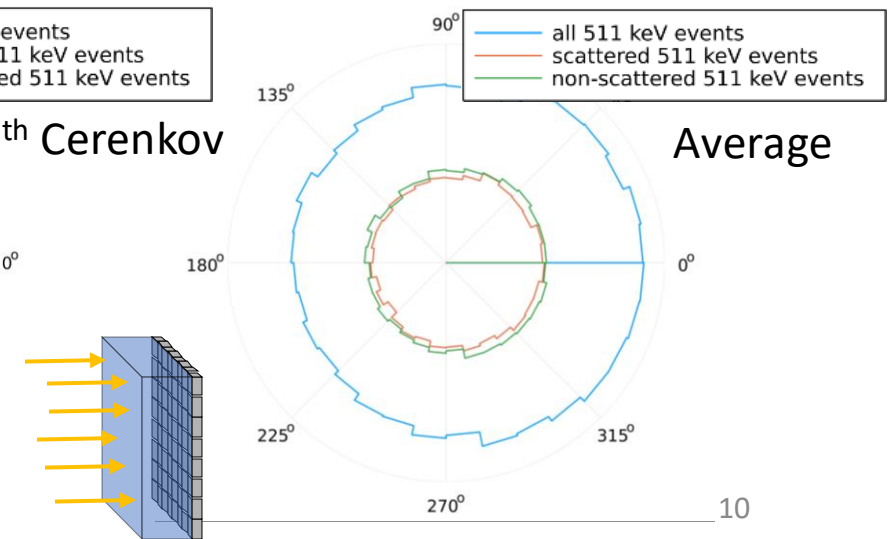 events
11 keV events
ed 511 keV events
th Cerenkov
0°
all 511 keV events
scattered 511 keV events
non-scattered 511 keV events
Average
90°
135°
180°
0°
225°
315°
270°
10